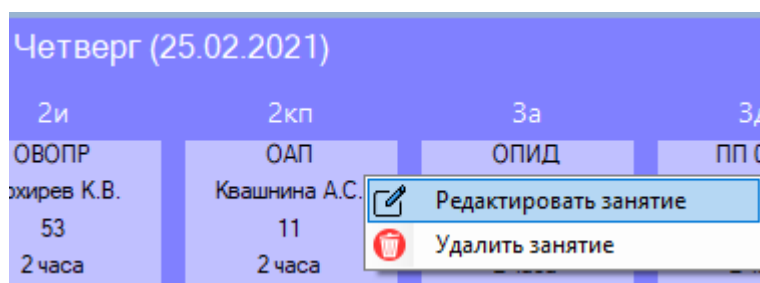 Четверг (25.02.2021)
2и 2кп 3а
ОВОПР ОАП ОПИД ПП
К.В. Квашнина А.С. Редактировать занятие
53 11 Удалить занятие
2 часа 2 часа